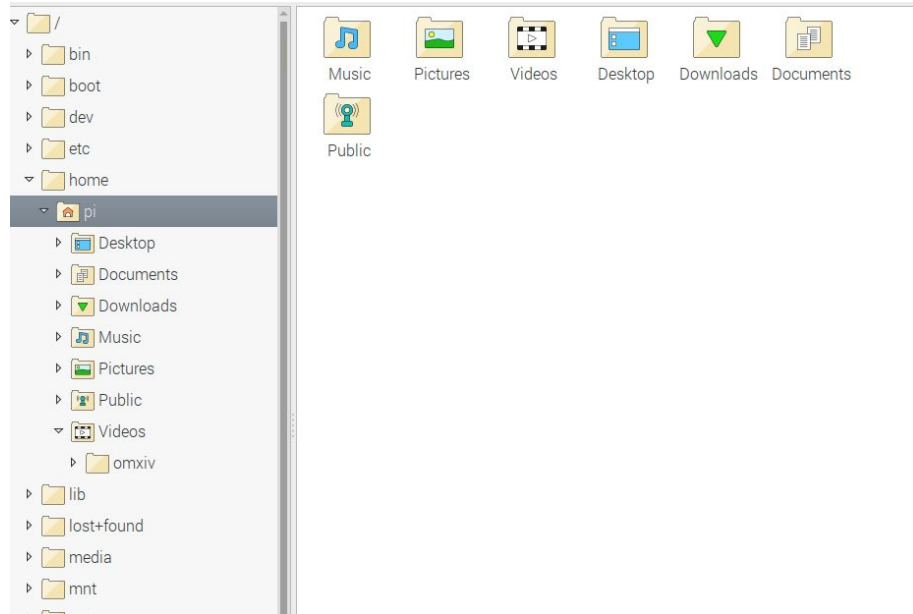 /
bin
boot
dev
etc
home
pi
Desktop
Documents
Downloads
Music
Pictures
Public
Videos
omxiv
lib
lost+found
media
mnt
Music Pictures Videos Desktop Downloads Documents
Public